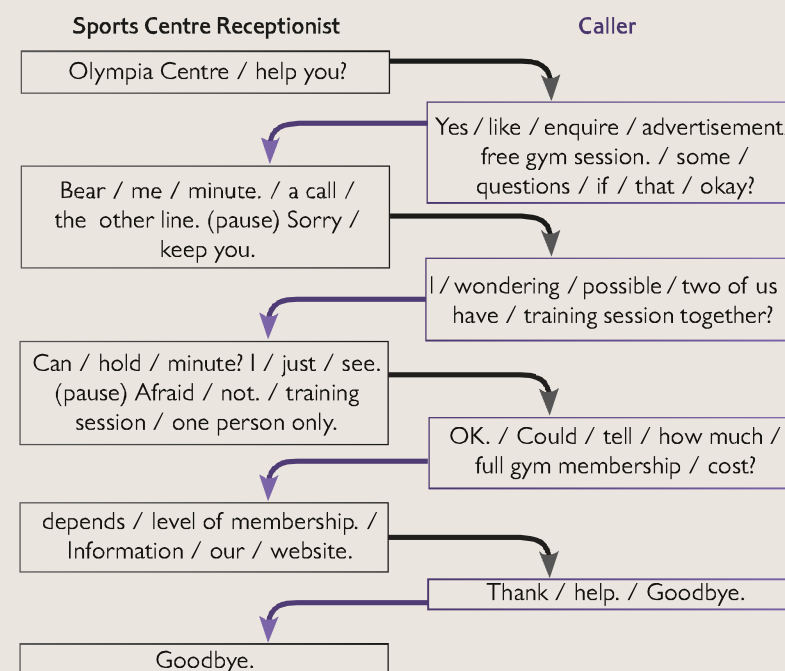 Sports Centre Receptionist
Caller
Olympia Centre / help you?
Yes / like / enquire / advertisement.
free gym session. / some /
questions / if / that / okay?
Bear / me / minute. / a call /
the other line. (pause) Sorry /
keep you.
I / wondering / possible / two of us
have / training session together?
Can / hold / minute? I / just / see.
(pause) Afraid / not. / training
session / one person only.
OK. / Could / tell / how much /
full gym membership / cost?
depends / level of membership. /
Information / our / website.
Thank / help. / Goodbye.
Goodbye.